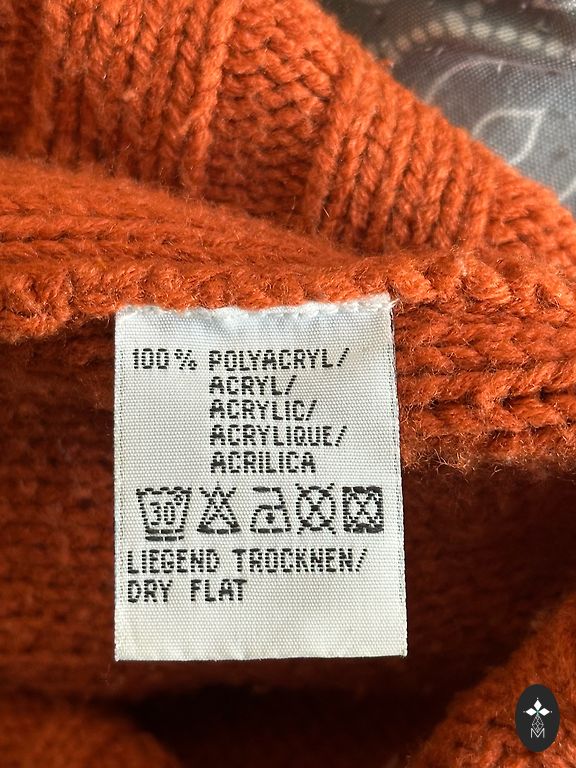 100% POLYACRYL/
ACRYL/
ACRYLIC/
ACRYLIQUE/
ACRILICA
30
LIEGEND TROCKNEN/
DRY FLAT
M